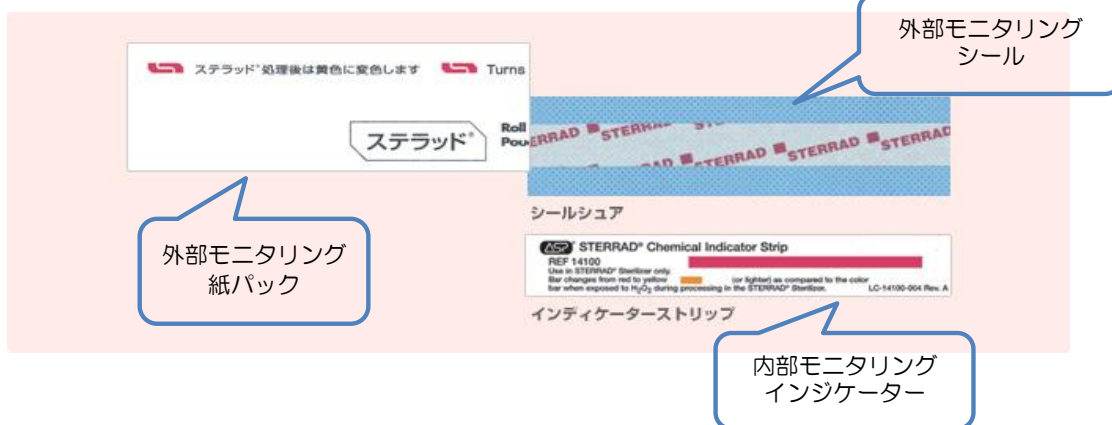 外部モニタリング
シール
ステラッド®処理後は黄色に変色します
Turns
ステラッド®
Roll
Pou
ERRAD STERRAD
STERRAD STERRAD STERRAD
シールシュア
外部モニタリング
紙パック
ASP STERRAD® Chemical Indicator Strip
REF 14100
Use in STERRAD® Sterilizer only.
Bar changes from red to yellow (or lighter) as compared to the color
bar when exposed to H₂O₂ during processing in the STERRAD® Sterilizer.
LC-14100-004 Rev. A
インディケーターストリップ
内部モニタリング
インジケーター